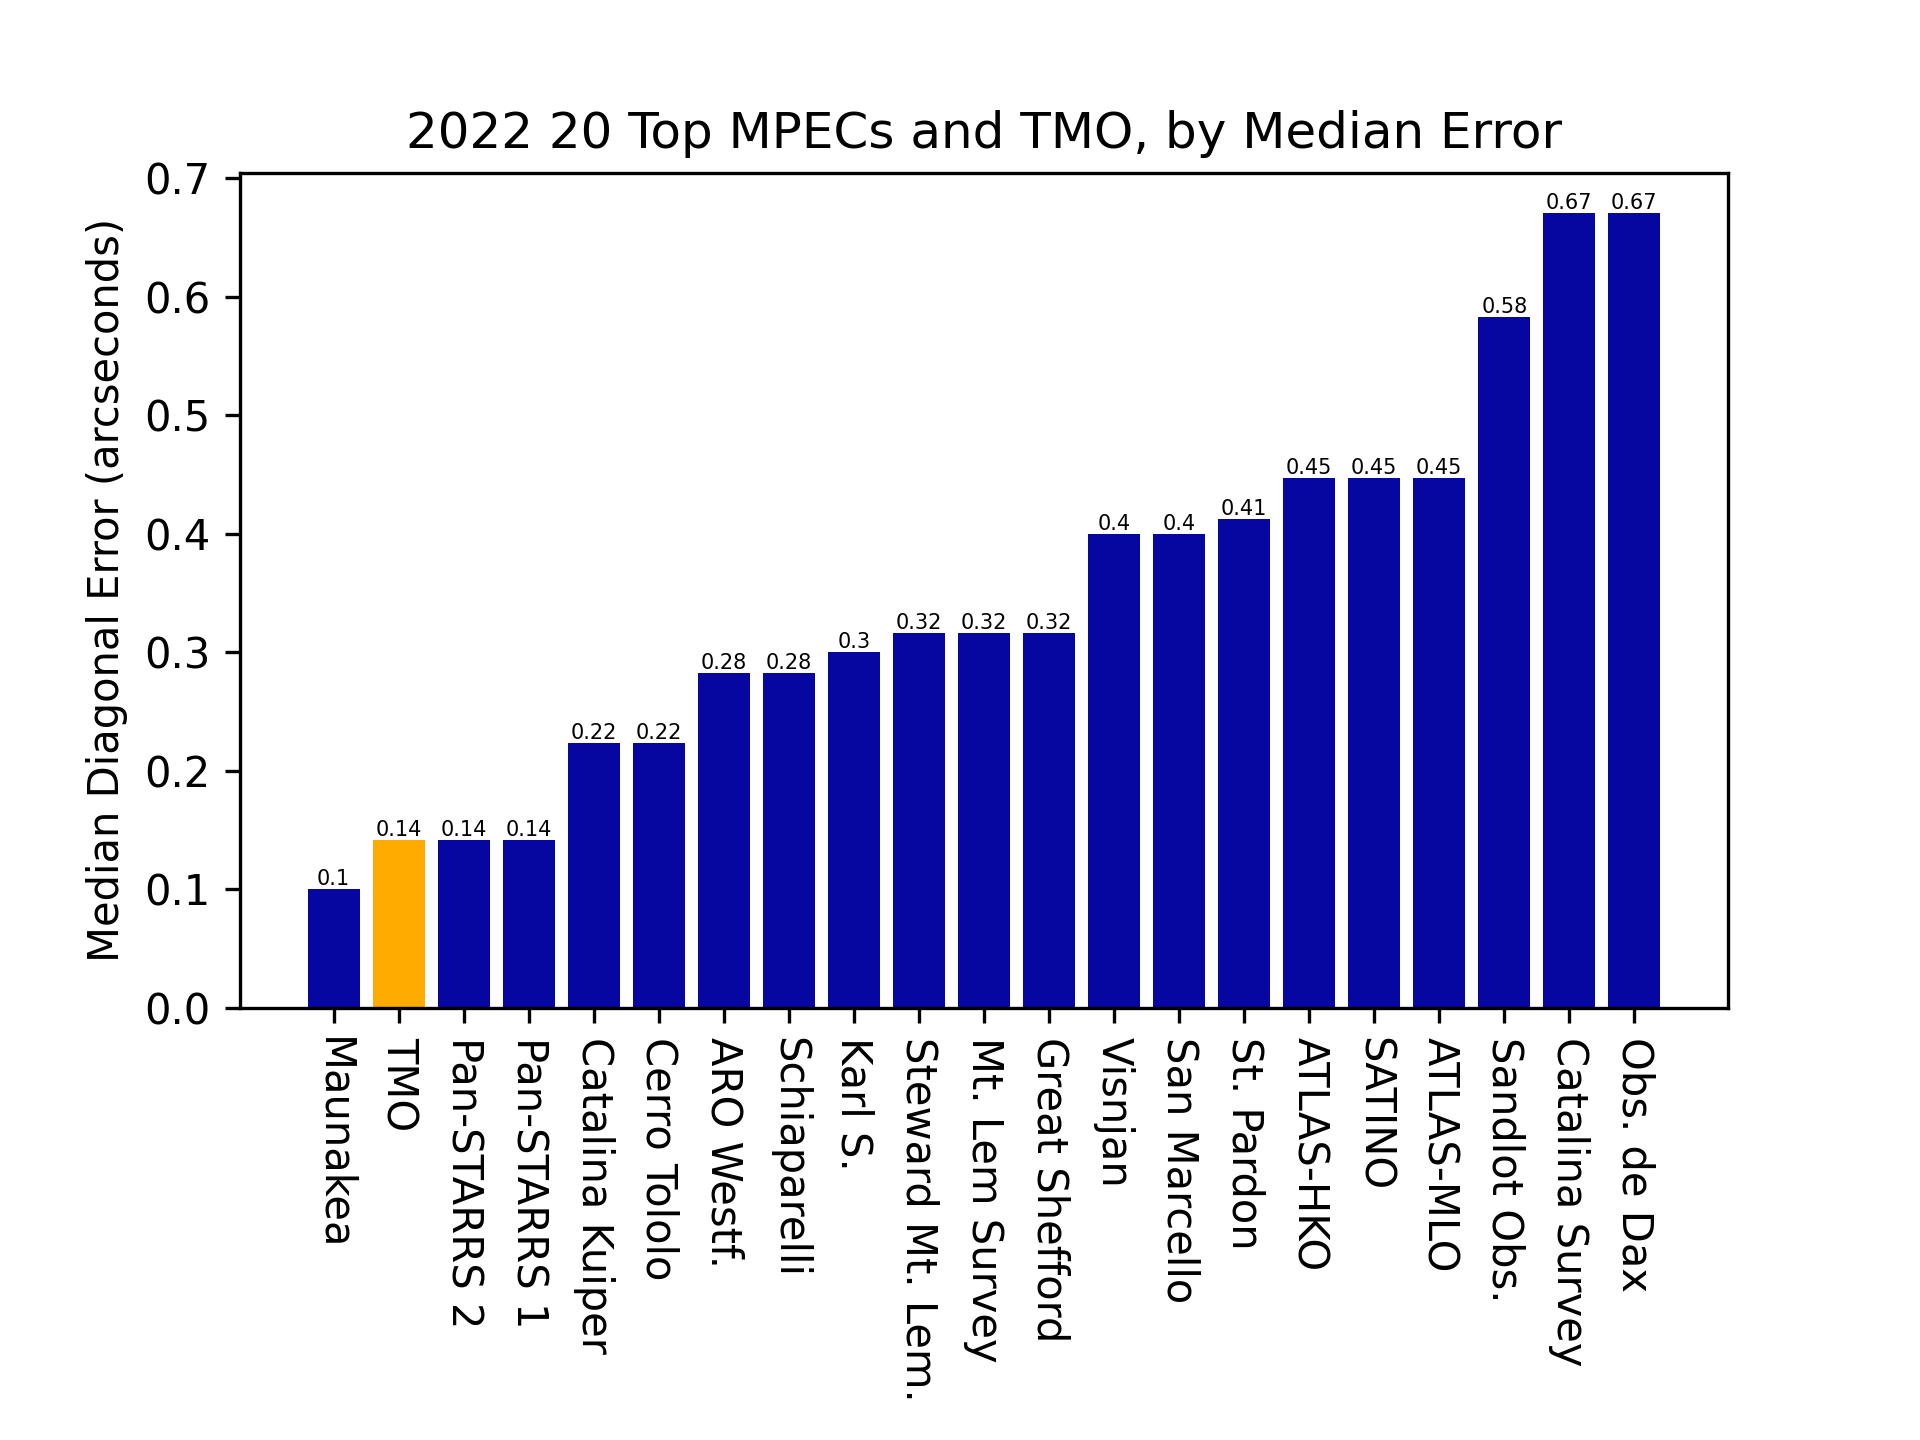 2022 20 Top MPECs and TMO, by Median Error
Median Diagonal Error (arcseconds)
0.7
0.6
0.5
0.4
0.3
0.2
0.1
0.0
0.1
0.14
0.14
0.14
0.22
0.22
0.28
0.28
0.3
0.32
0.32
0.32
0.4
0.4
0.41
0.45
0.45
0.45
0.58
0.67
0.67
Maunakea
TMO
Pan-STARRS 2
Pan-STARRS 1
Catalina Kuiper
Cerro Tololo
ARO Westf.
Schiaparelli
Karl S.
Steward Mt. Lem.
Mt. Lem Survey
Great Shefford
Visnjan
San Marcello
St. Pardon
ATLAS-HKO
SATINO
ATLAS-MLO
Sandlot Obs.
Catalina Survey
Obs. de Dax